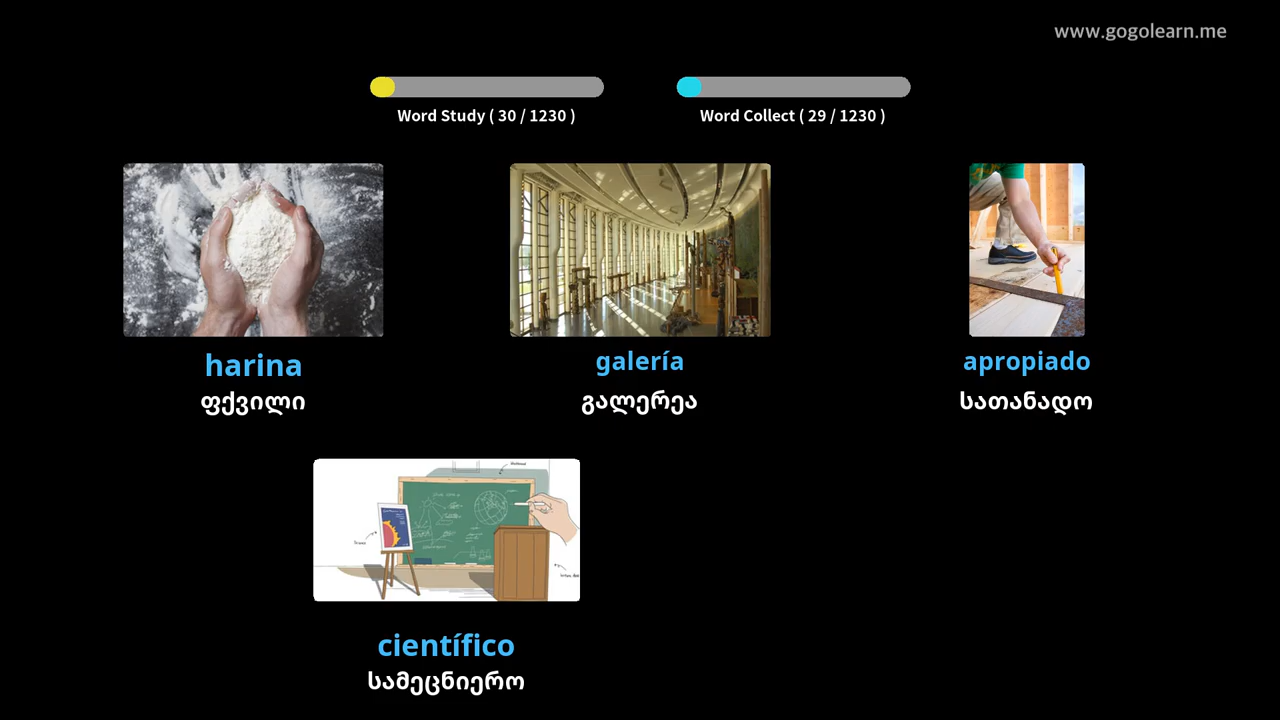 www.gogolearn.me
Word Study ( 30 / 1230 )
Word Collect ( 29 / 1230 )
harina
galería
apropiado
ფქვილი
გალერეა
სათანადო
científico
სამეცნიერო